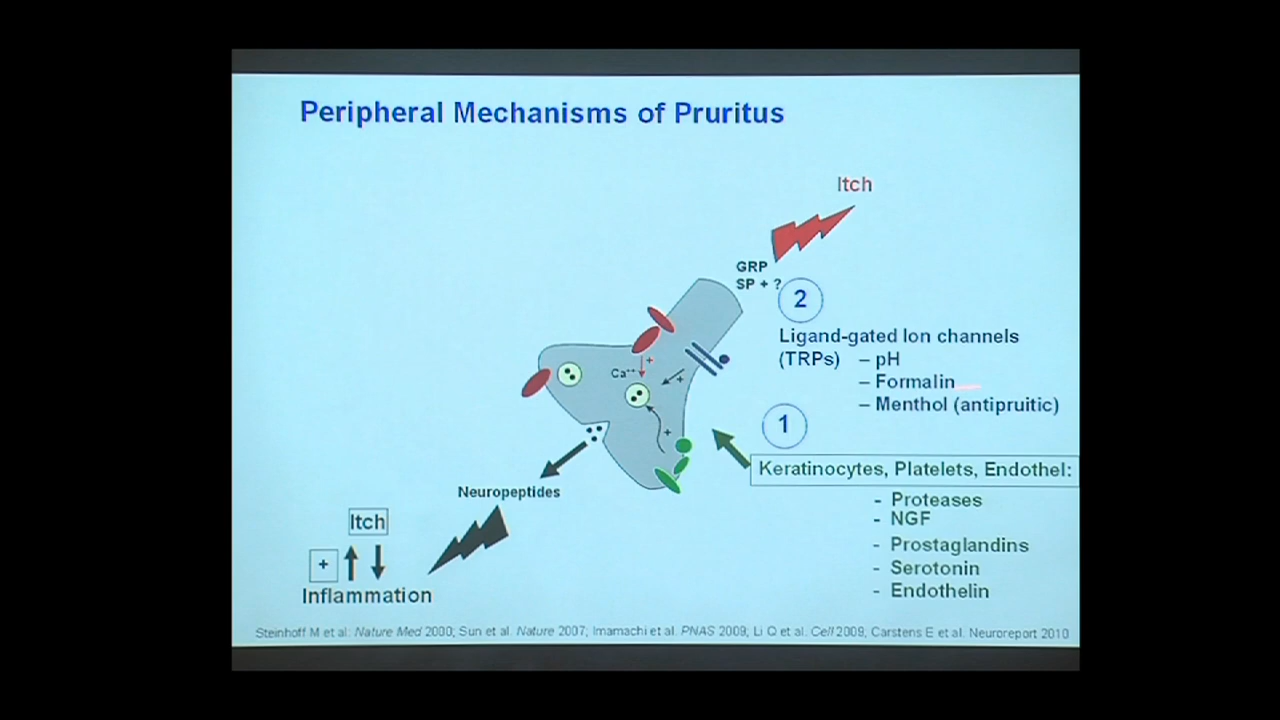 Peripheral Mechanisms of Pruritus
Itch
GRP
SP + ?
2
Ligand-gated Ion channels
(TRPs) – pH
– Formalin
– Menthol (antipruitic)
+
Ca++
+
+
1
Keratinocytes, Platelets, Endothel:
- Proteases
- NGF
- Prostaglandins
- Serotonin
- Endothelin
Neuropeptides
Itch
+
Inflammation
Steinhoff M et al. Nature Med 2000; Sun et al. Nature 2007; Imamachi et al. PNAS 2009; Li Q et al. Cell 2009, Carstens E et al. Neuroreport 2010